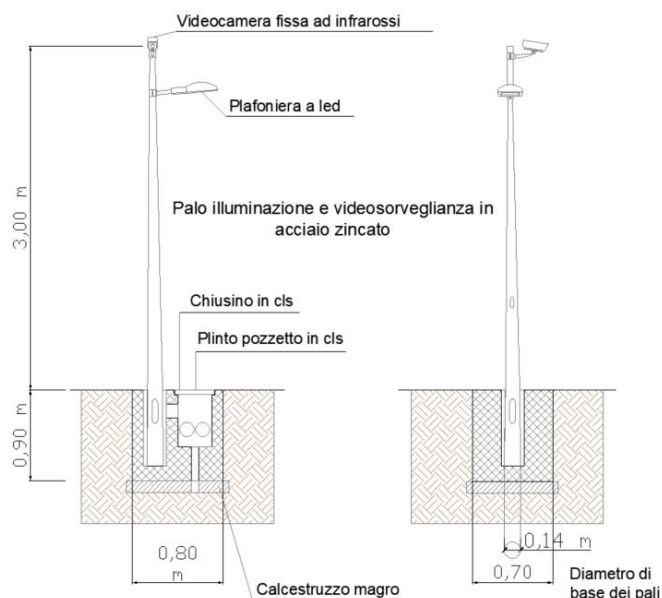 Videocamera fissa ad infrarossi
Plafoniera a led
3,00 m
Palo illuminazione e videosorveglianza in
acciaio zincato
Chiusino in cls
Plinto pozzetto in cls
0,90 m
0,80
m
Calcestruzzo magro
0,14 m
0,70
Diametro di
base dei pali